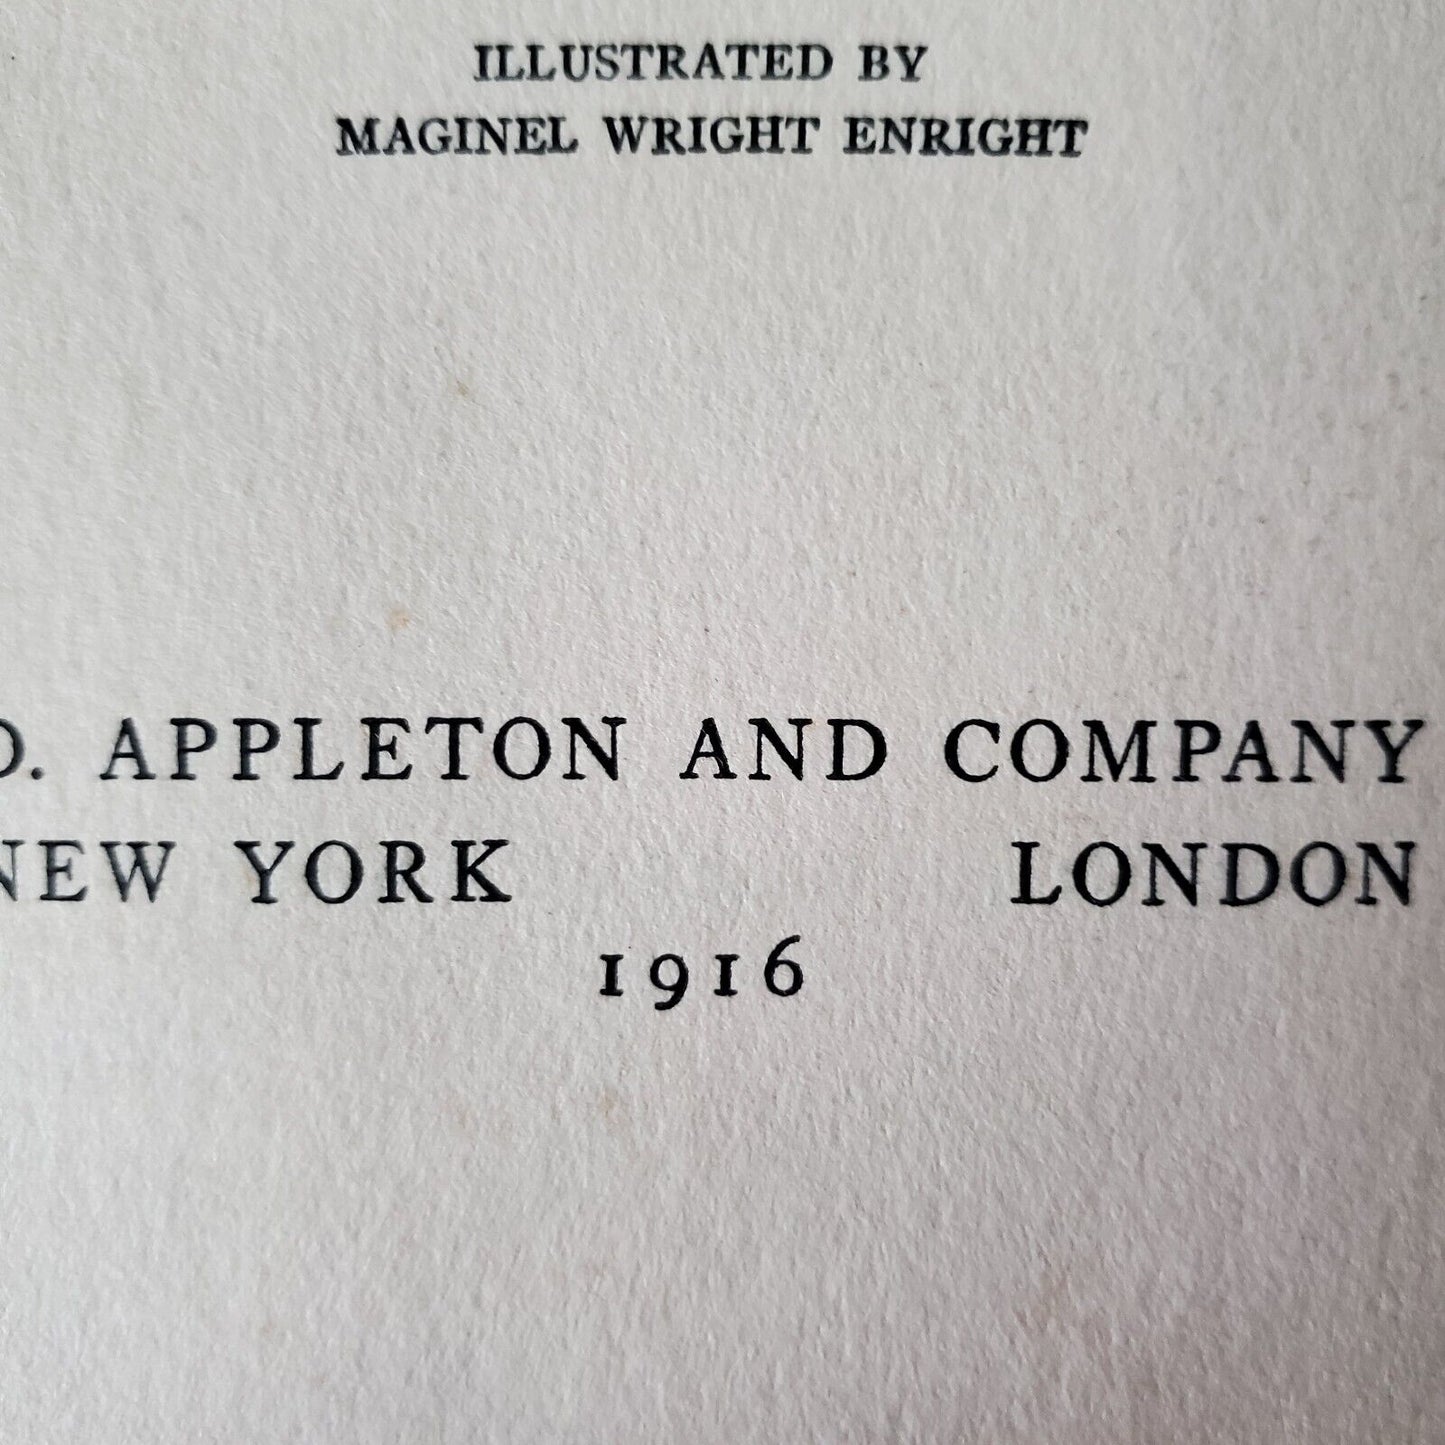 ILLUSTRATED BY
MAGINEL WRIGHT ENRIGHT
D. APPLETON AND COMPANY
NEW YORK LONDON
1916